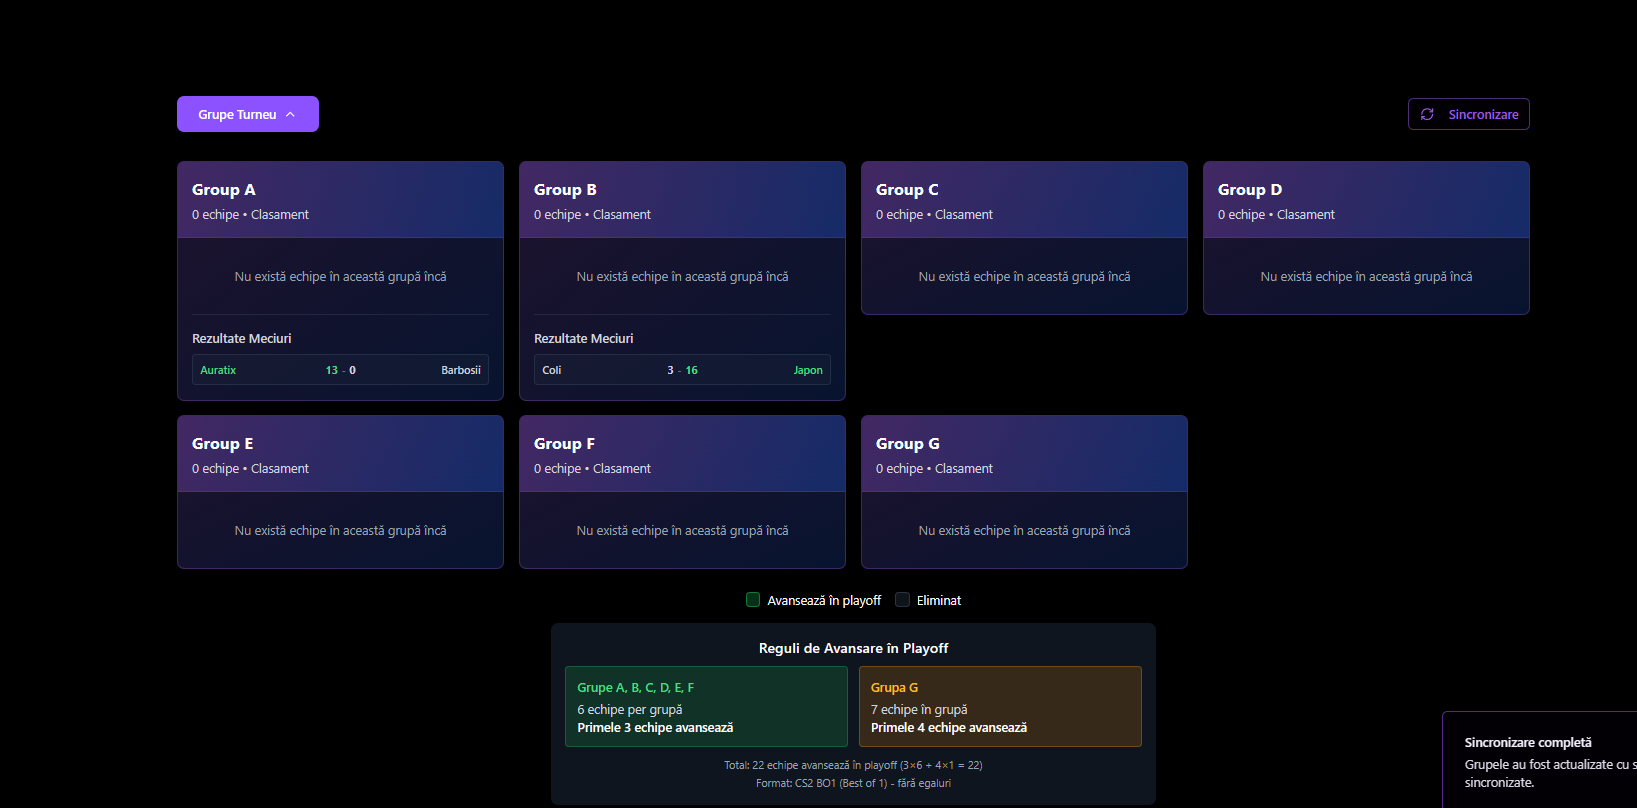 Grupe Turneu
Sincronizare
Group A
0 echipe • Clasament
Nu există echipe în această grupă încă
Rezultate Meciuri
Auratix 13 - 0 Barbosii
Group B
0 echipe • Clasament
Nu există echipe în această grupă încă
Rezultate Meciuri
Coli 3 - 16 Japon
Group C
0 echipe • Clasament
Nu există echipe în această grupă încă
Group D
0 echipe • Clasament
Nu există echipe în această grupă încă
Group E
0 echipe • Clasament
Nu există echipe în această grupă încă
Group F
0 echipe • Clasament
Nu există echipe în această grupă încă
Group G
0 echipe • Clasament
Nu există echipe în această grupă încă
Avansează în playoff
Eliminat
Reguli de Avansare în Playoff
Grupe A, B, C, D, E, F
6 echipe per grupă
Primele 3 echipe avansează
Grupa G
7 echipe în grupă
Primele 4 echipe avansează
Total: 22 echipe avansează în playoff (3×6 + 4×1 = 22)
Format: CS2 BO1 (Best of 1) - fără egaluri
Sincronizare completă
Grupele au fost actualizate cu
sincronizate.